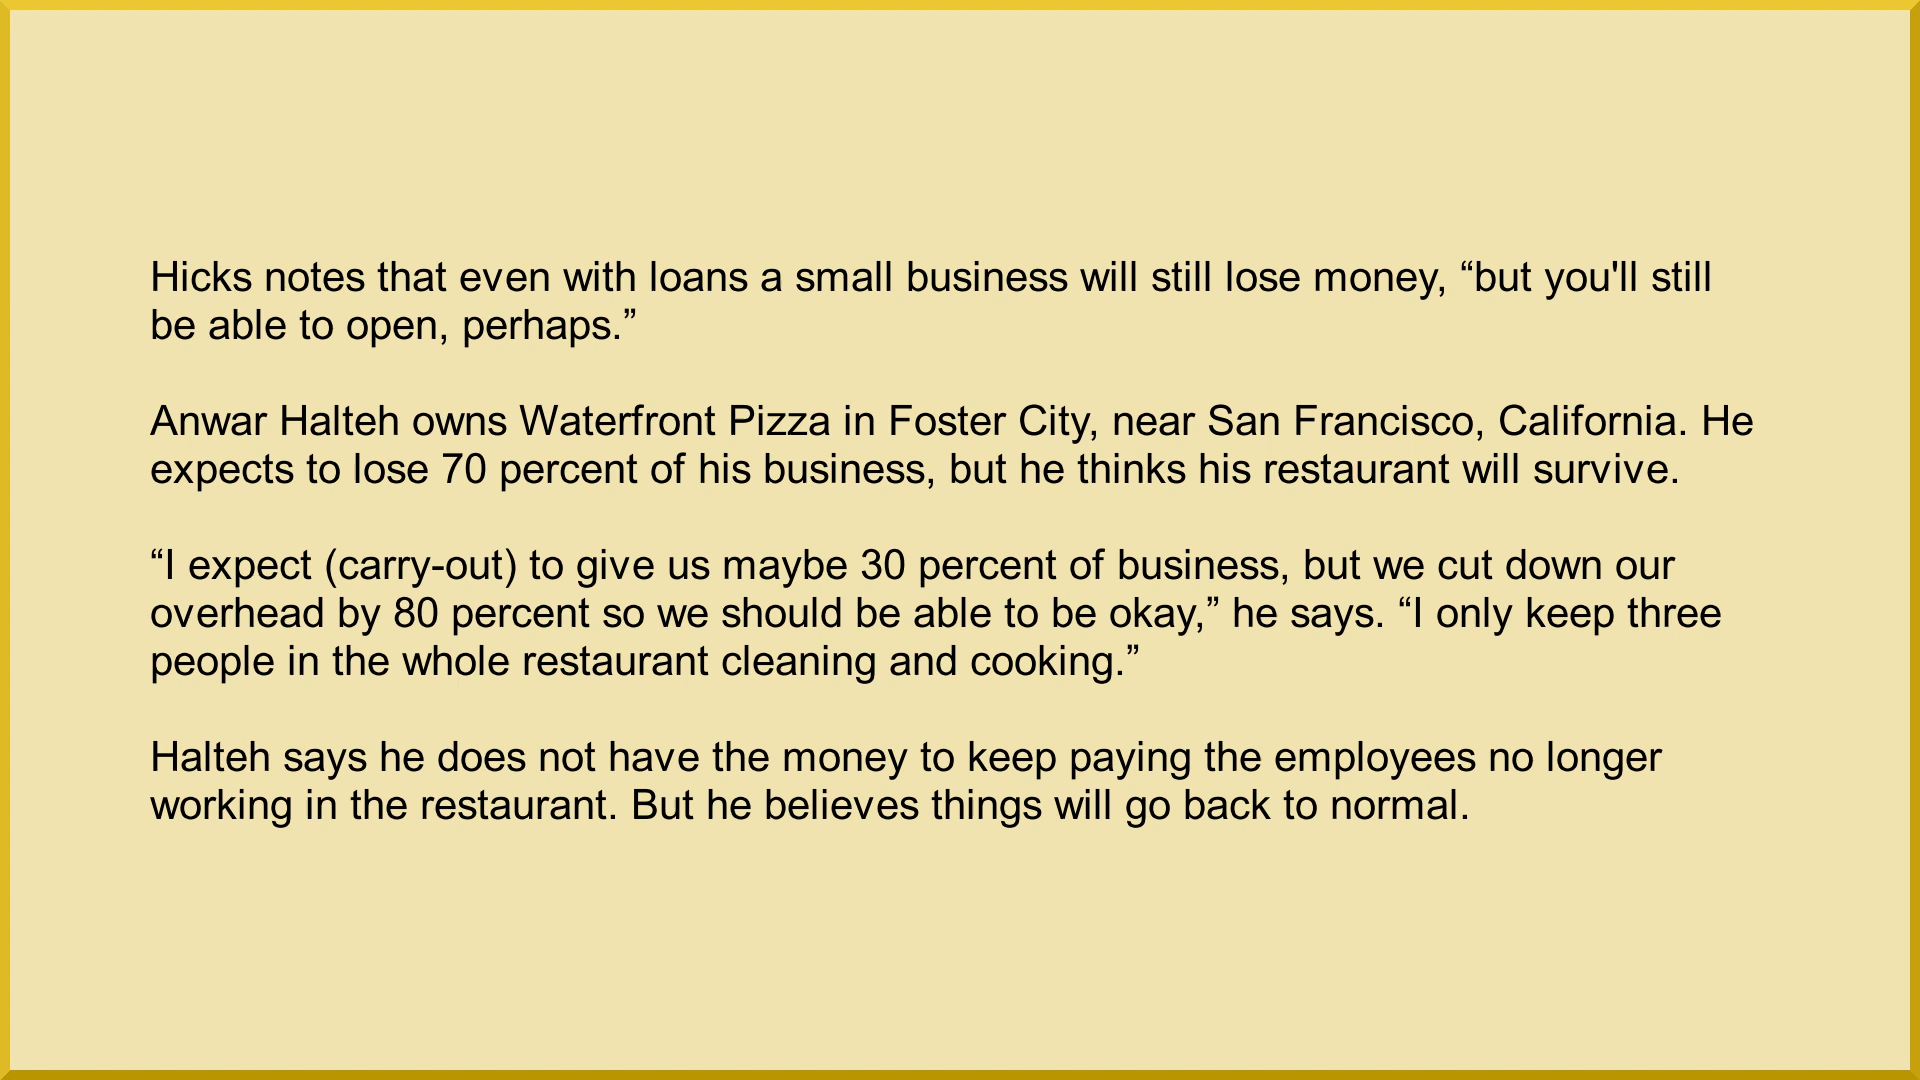 Hicks notes that even with loans a small business will still lose money, “but you'll still
be able to open, perhaps.”
Anwar Halteh owns Waterfront Pizza in Foster City, near San Francisco, California. He
expects to lose 70 percent of his business, but he thinks his restaurant will survive.
“I expect (carry-out) to give us maybe 30 percent of business, but we cut down our
overhead by 80 percent so we should be able to be okay,” he says. “I only keep three
people in the whole restaurant cleaning and cooking.”
Halteh says he does not have the money to keep paying the employees no longer
working in the restaurant. But he believes things will go back to normal.